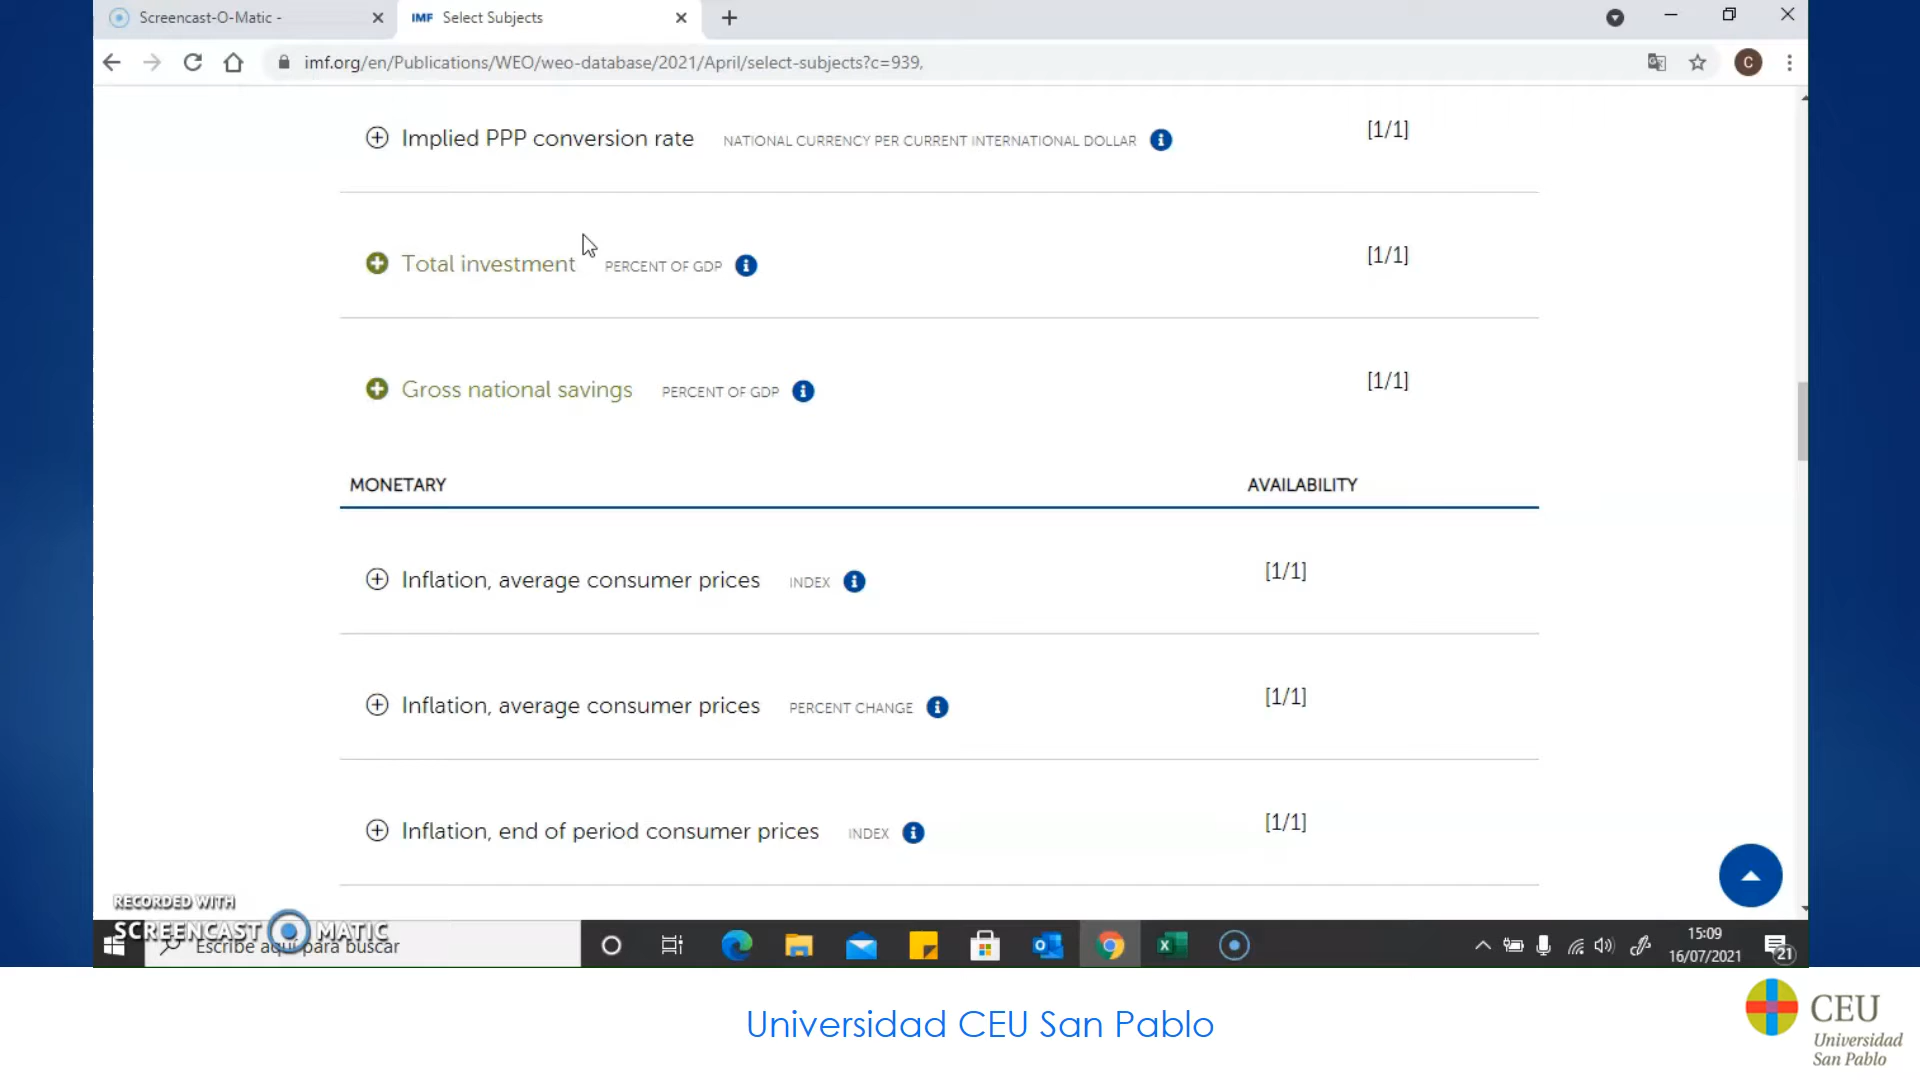 Screencast-O-Matic -
IMF Select Subjects
imf.org/en/Publications/WEO/weo-database/2021/April/select-subjects?c=939,
C
Implied PPP conversion rate NATIONAL CURRENCY PER CURRENT INTERNATIONAL DOLLAR [1/1]
Total investment PERCENT OF GDP [1/1]
Gross national savings PERCENT OF GDP [1/1]
MONETARY AVAILABILITY
Inflation, average consumer prices INDEX [1/1]
Inflation, average consumer prices PERCENT CHANGE [1/1]
Inflation, end of period consumer prices INDEX [1/1]
RECORDED WITH
SCREENCAST MATIC
Escribe aquí para buscar
15:09
16/07/2021
21
Universidad CEU San Pablo
CEU
Universidad
San Pablo